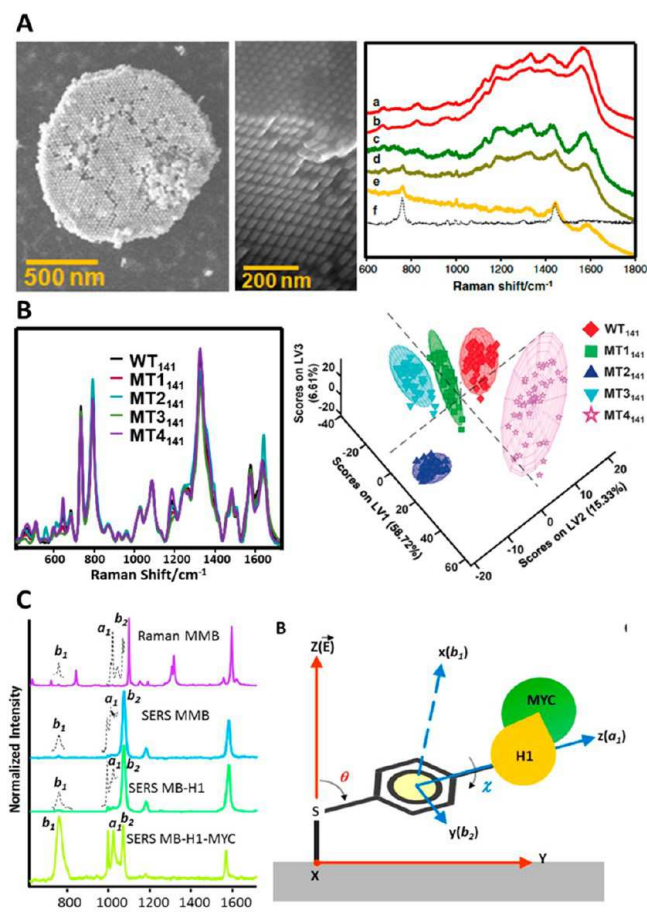 A
500 nm
200 nm
a
b
c
d
e
f
600 800 1000 1200 1400 1600 1800
Raman shift/cm-1
B
WT141
MT1141
MT2141
MT3141
MT4141
600 800 1000 1200 1400 1600
Raman Shift/cm-1
Scores on LV3
(6.61%)
20
0
-20
-40
-40
-20
0
20
40
60
Scores on LV1 (58.72%)
-20
-10
0
10
20
Scores on LV2 (15.33%)
WT141
MT1141
MT2141
MT3141
MT4141
C
Normalized Intensity
b1
a1
b2
Raman MMB
b1
a1
b2
SERS MMB
b1
a1
b2
SERS MB-H1
b1
a1
b2
SERS MB-H1-MYC
800 1000 1200 1400 1600
B
Z(E)
x(b1)
MYC
H1
z(a1)
θ
χ
S
y(b2)
X
Y